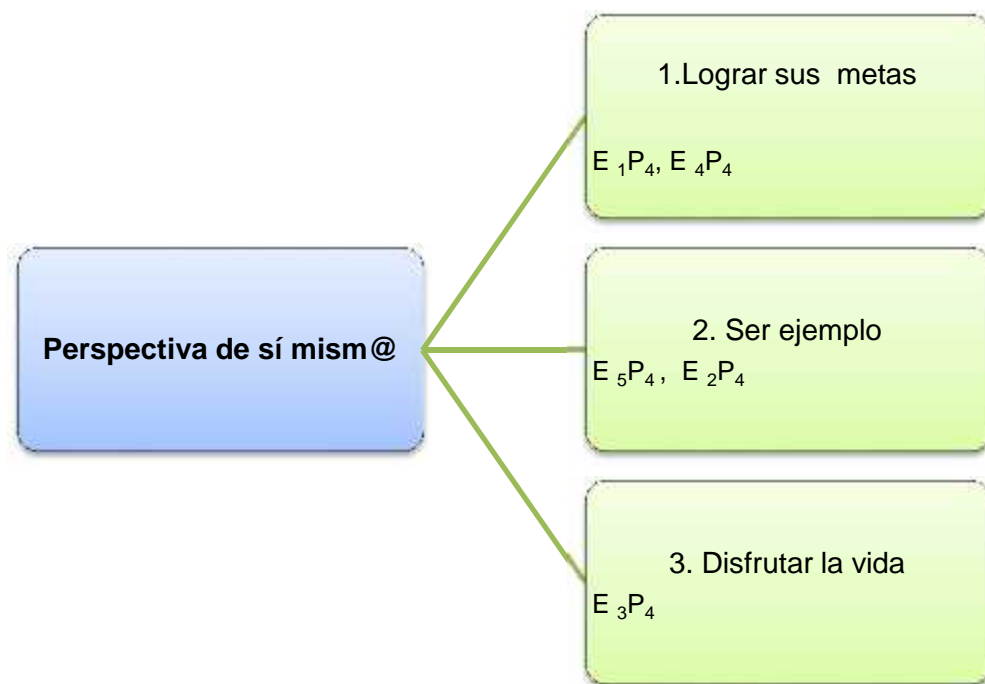 1.Lograr sus metas
E ₁P₄, E ₄P₄
Perspectiva de sí mism@
2. Ser ejemplo
E ₅P₄ , E ₂P₄
3. Disfrutar la vida
E ₃P₄